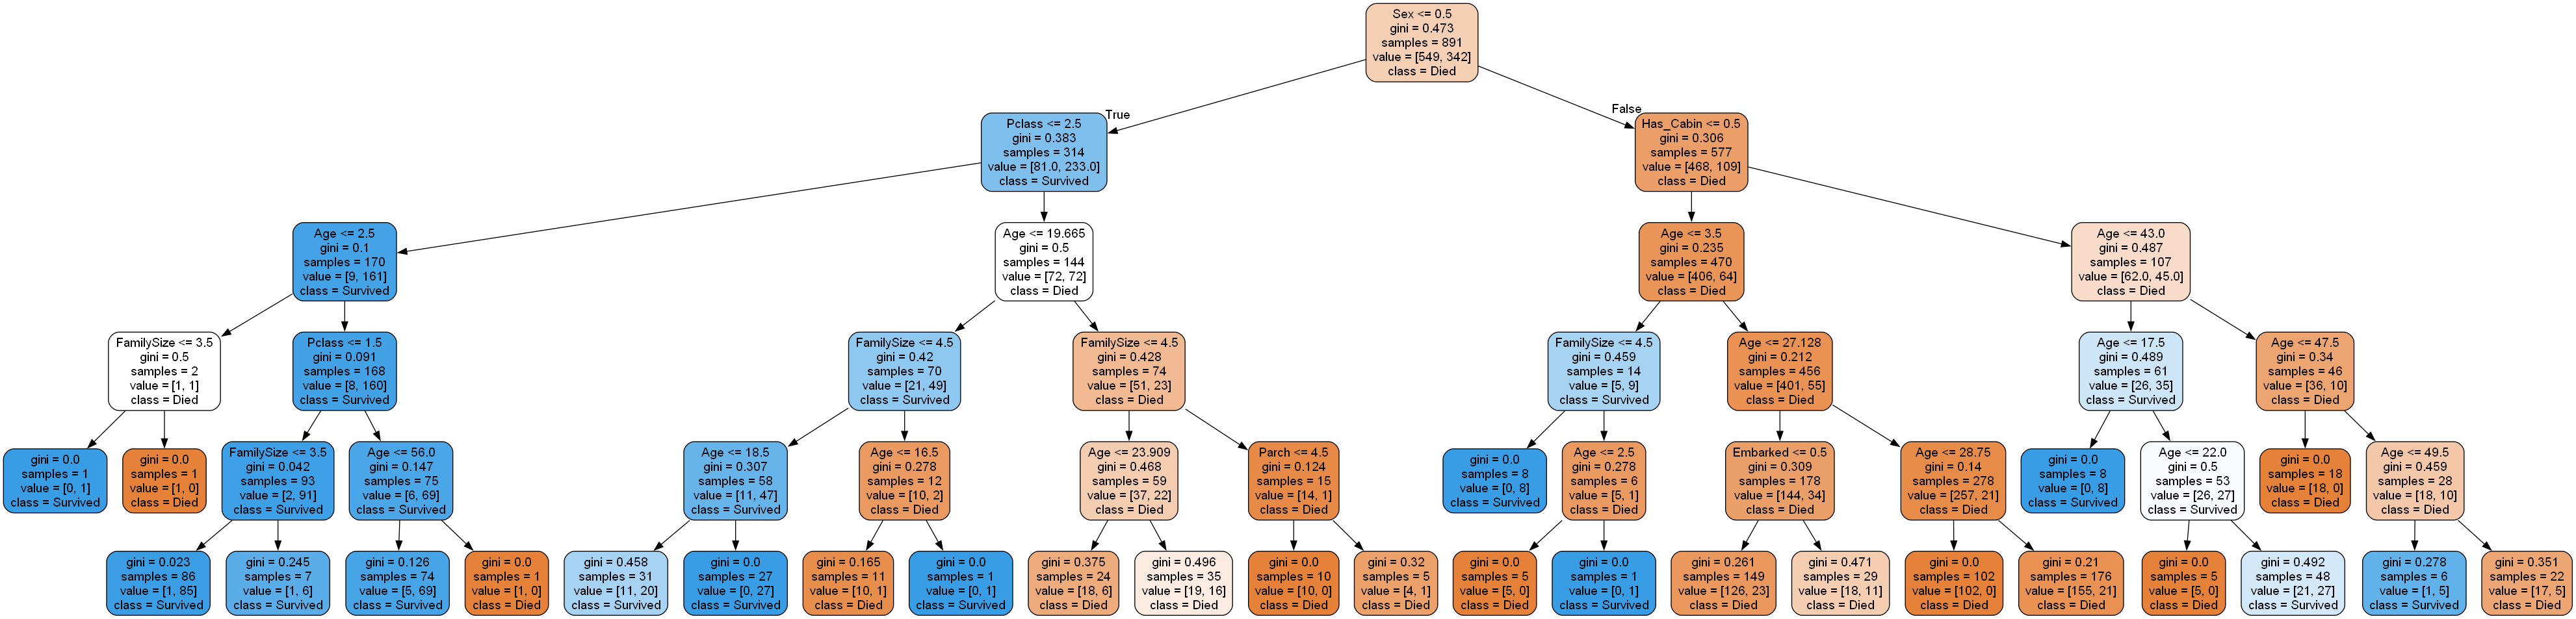 Sex <= 0.5
gini = 0.473
samples = 891
value = [549, 342]
class = Died
True
False
Pclass <= 2.5
gini = 0.383
samples = 314
value = [81.0, 233.0]
class = Survived
Has_Cabin <= 0.5
gini = 0.306
samples = 577
value = [468, 109]
class = Died
Age <= 2.5
gini = 0.1
samples = 170
value = [9, 161]
class = Survived
Age <= 19.665
gini = 0.5
samples = 144
value = [72, 72]
class = Died
Age <= 3.5
gini = 0.235
samples = 470
value = [406, 64]
class = Died
Age <= 43.0
gini = 0.487
samples = 107
value = [62.0, 45.0]
class = Died
FamilySize <= 3.5
gini = 0.5
samples = 2
value = [1, 1]
class = Died
Pclass <= 1.5
gini = 0.091
samples = 168
value = [8, 160]
class = Survived
FamilySize <= 4.5
gini = 0.42
samples = 70
value = [21, 49]
class = Survived
FamilySize <= 4.5
gini = 0.428
samples = 74
value = [51, 23]
class = Died
FamilySize <= 4.5
gini = 0.459
samples = 14
value = [5, 9]
class = Survived
Age <= 27.128
gini = 0.212
samples = 456
value = [401, 55]
class = Died
Age <= 17.5
gini = 0.489
samples = 61
value = [26, 35]
class = Survived
Age <= 47.5
gini = 0.34
samples = 46
value = [36, 10]
class = Died
gini = 0.0
samples = 1
value = [0, 1]
class = Survived
gini = 0.0
samples = 1
value = [1, 0]
class = Died
FamilySize <= 3.5
gini = 0.042
samples = 93
value = [2, 91]
class = Survived
Age <= 56.0
gini = 0.147
samples = 75
value = [6, 69]
class = Survived
Age <= 18.5
gini = 0.307
samples = 58
value = [11, 47]
class = Survived
Age <= 16.5
gini = 0.278
samples = 12
value = [10, 2]
class = Died
Age <= 23.909
gini = 0.468
samples = 59
value = [37, 22]
class = Died
Parch <= 4.5
gini = 0.124
samples = 15
value = [14, 1]
class = Died
gini = 0.0
samples = 8
value = [0, 8]
class = Survived
Age <= 2.5
gini = 0.278
samples = 6
value = [5, 1]
class = Died
Embarked <= 0.5
gini = 0.309
samples = 178
value = [144, 34]
class = Died
Age <= 28.75
gini = 0.14
samples = 278
value = [257, 21]
class = Died
gini = 0.0
samples = 8
value = [0, 8]
class = Survived
Age <= 22.0
gini = 0.5
samples = 53
value = [26, 27]
class = Survived
gini = 0.0
samples = 18
value = [18, 0]
class = Died
Age <= 49.5
gini = 0.459
samples = 28
value = [18, 10]
class = Died
gini = 0.023
samples = 86
value = [1, 85]
class = Survived
gini = 0.245
samples = 7
value = [1, 6]
class = Survived
gini = 0.126
samples = 74
value = [5, 69]
class = Survived
gini = 0.0
samples = 1
value = [1, 0]
class = Died
gini = 0.458
samples = 31
value = [11, 20]
class = Survived
gini = 0.0
samples = 27
value = [0, 27]
class = Survived
gini = 0.165
samples = 11
value = [10, 1]
class = Died
gini = 0.0
samples = 1
value = [0, 1]
class = Survived
gini = 0.375
samples = 24
value = [18, 6]
class = Died
gini = 0.496
samples = 35
value = [19, 16]
class = Died
gini = 0.0
samples = 10
value = [10, 0]
class = Died
gini = 0.32
samples = 5
value = [4, 1]
class = Died
gini = 0.0
samples = 5
value = [5, 0]
class = Died
gini = 0.0
samples = 1
value = [0, 1]
class = Survived
gini = 0.261
samples = 149
value = [126, 23]
class = Died
gini = 0.471
samples = 29
value = [18, 11]
class = Died
gini = 0.0
samples = 102
value = [102, 0]
class = Died
gini = 0.21
samples = 176
value = [155, 21]
class = Died
gini = 0.0
samples = 5
value = [5, 0]
class = Died
gini = 0.492
samples = 48
value = [21, 27]
class = Survived
gini = 0.278
samples = 6
value = [1, 5]
class = Survived
gini = 0.351
samples = 22
value = [17, 5]
class = Died